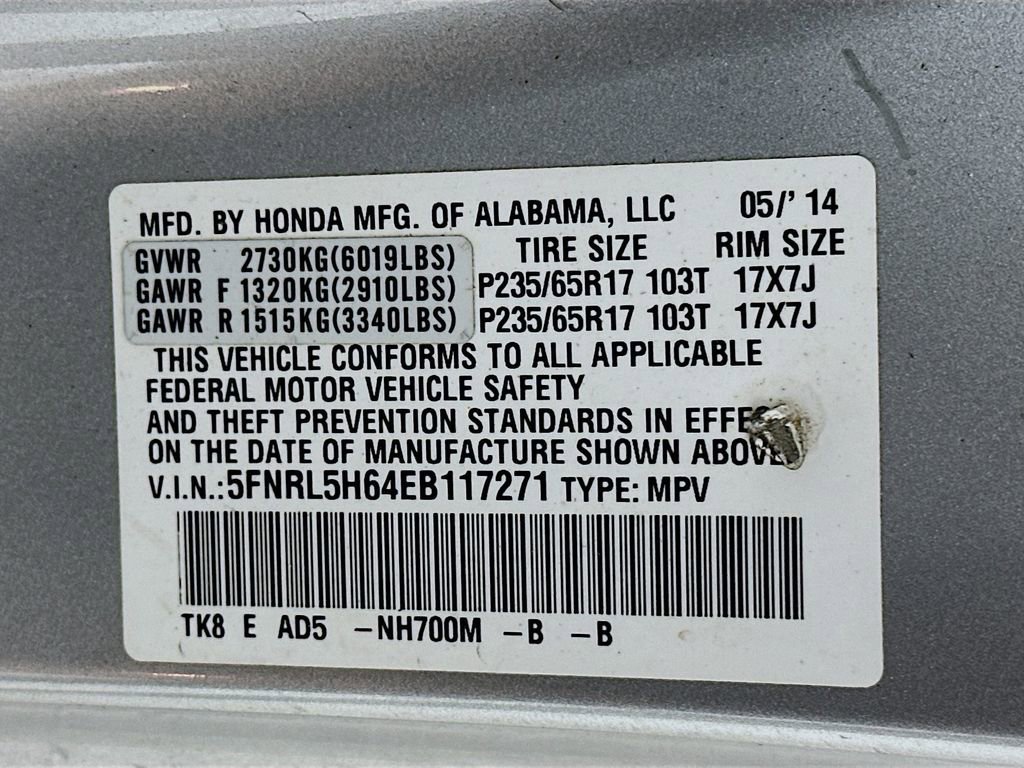 MFD. BY HONDA MFG. OF ALABAMA, LLC 05/' 14
TIRE SIZE RIM SIZE
GVWR 2730KG(6019LBS)
GAWR F 1320KG(2910LBS) P235/65R17 103T 17X7J
GAWR R 1515KG(3340LBS) P235/65R17 103T 17X7J
THIS VEHICLE CONFORMS TO ALL APPLICABLE
FEDERAL MOTOR VEHICLE SAFETY
AND THEFT PREVENTION STANDARDS IN
ON THE DATE OF MANUFACTURE SHOWN ABOVE
V.I.N.:5FNRL5H64EB117271 TYPE: MPV
TK8 E AD5 -NH700M -B -B